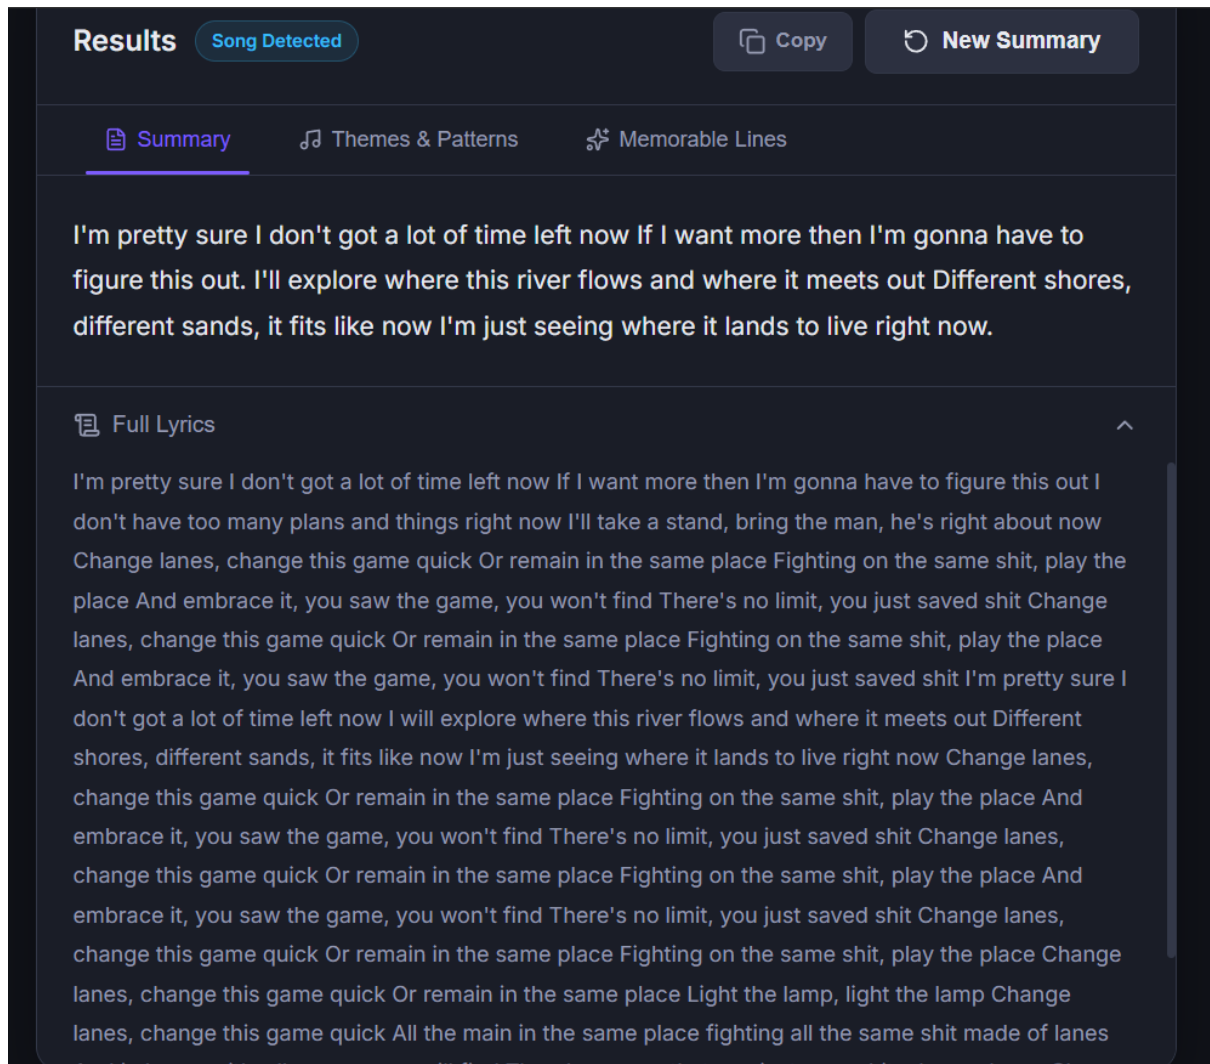 Results
Song Detected
Copy
New Summary
Summary
Themes & Patterns
Memorable Lines
I'm pretty sure I don't got a lot of time left now If I want more then I'm gonna have to
figure this out. I'll explore where this river flows and where it meets out Different shores,
different sands, it fits like now I'm just seeing where it lands to live right now.
Full Lyrics
I'm pretty sure I don't got a lot of time left now If I want more then I'm gonna have to figure this out I
don't have too many plans and things right now I'll take a stand, bring the man, he's right about now
Change lanes, change this game quick Or remain in the same place Fighting on the same shit, play the
place And embrace it, you saw the game, you won't find There's no limit, you just saved shit Change
lanes, change this game quick Or remain in the same place Fighting on the same shit, play the place
And embrace it, you saw the game, you won't find There's no limit, you just saved shit I'm pretty sure I
don't got a lot of time left now I will explore where this river flows and where it meets out Different
shores, different sands, it fits like now I'm just seeing where it lands to live right now Change lanes,
change this game quick Or remain in the same place Fighting on the same shit, play the place And
embrace it, you saw the game, you won't find There's no limit, you just saved shit Change lanes,
change this game quick Or remain in the same place Fighting on the same shit, play the place And
embrace it, you saw the game, you won't find There's no limit, you just saved shit Change lanes,
change this game quick Or remain in the same place Fighting on the same shit, play the place Change
lanes, change this game quick Or remain in the same place Light the lamp, light the lamp Change
lanes, change this game quick All the main in the same place fighting all the same shit made of lanes